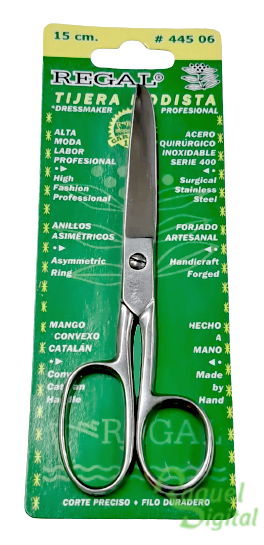 15 cm.
# 445 06
REGAL®
TIJERA MODISTA
"DRESSMAKER
PROFESIONAL
ALTA
MODA
LABOR
PROFESIONAL
High
Fashion
Professional
ACERO
QUIRÚRGICO
INOXIDABLE
SERIE 400
Surgical
Stainless
Steel
ANILLOS
ASIMÉTRICOS
Asymmetric
Ring
FORJADO
ARTESANAL
Handicraft
Forged
MANGO
CONVEXO
CATALÁN
Handle
HECHO
A
MANO
Made
by
Hand
REGAL
CORTE PRECISO • FILO DURADERO
Digital